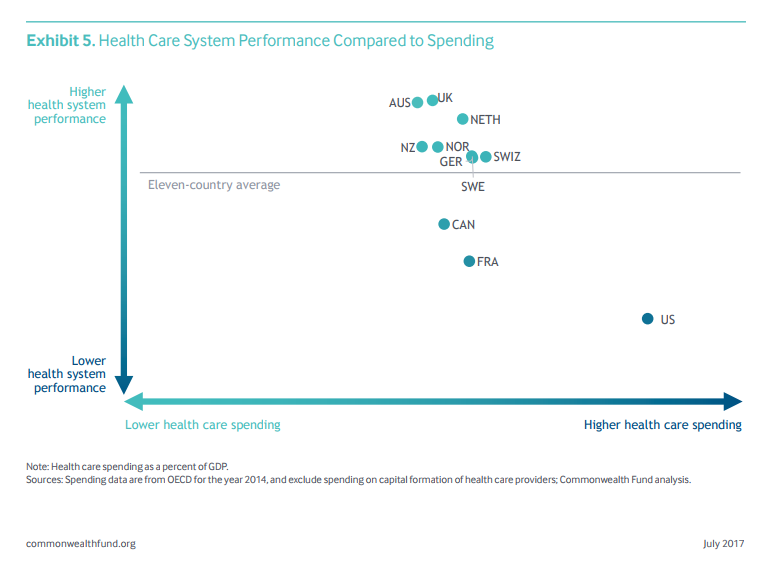 Exhibit 5. Health Care System Performance Compared to Spending
Higher
health system
performance
AUS
UK
NETH
NZ
NOR
GER
SWIZ
Eleven-country average
SWE
CAN
FRA
US
Lower
health system
performance
Lower health care spending
Higher health care spending
Note: Health care spending as a percent of GDP.
Sources: Spending data are from OECD for the year 2014, and exclude spending on capital formation of health care providers; Commonwealth Fund analysis.
commonwealthfund.org
July 2017